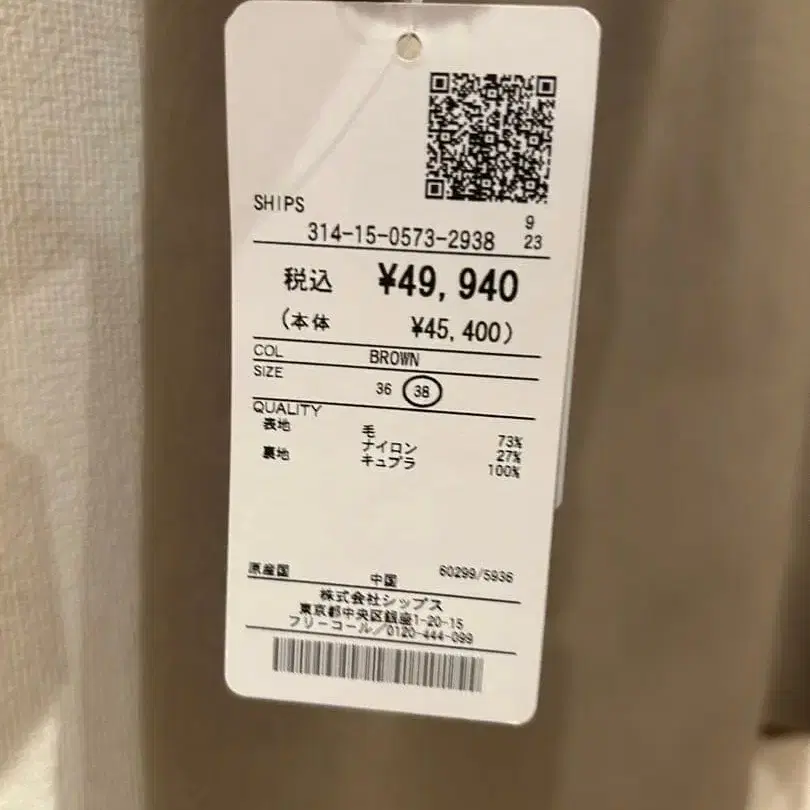 SHIPS
9
314-15-0573-2938 23
税込 ¥49,940
(本体 ¥45,400)
COL BROWN
SIZE 36 38
QUALITY
表地 毛 73%
ナイロン 27%
裏地 キュプラ 100%
原産国 中国 60299/5936
株式会社シップス
東京都中央区銀座1-20-15
フリーコール/0120-444-099